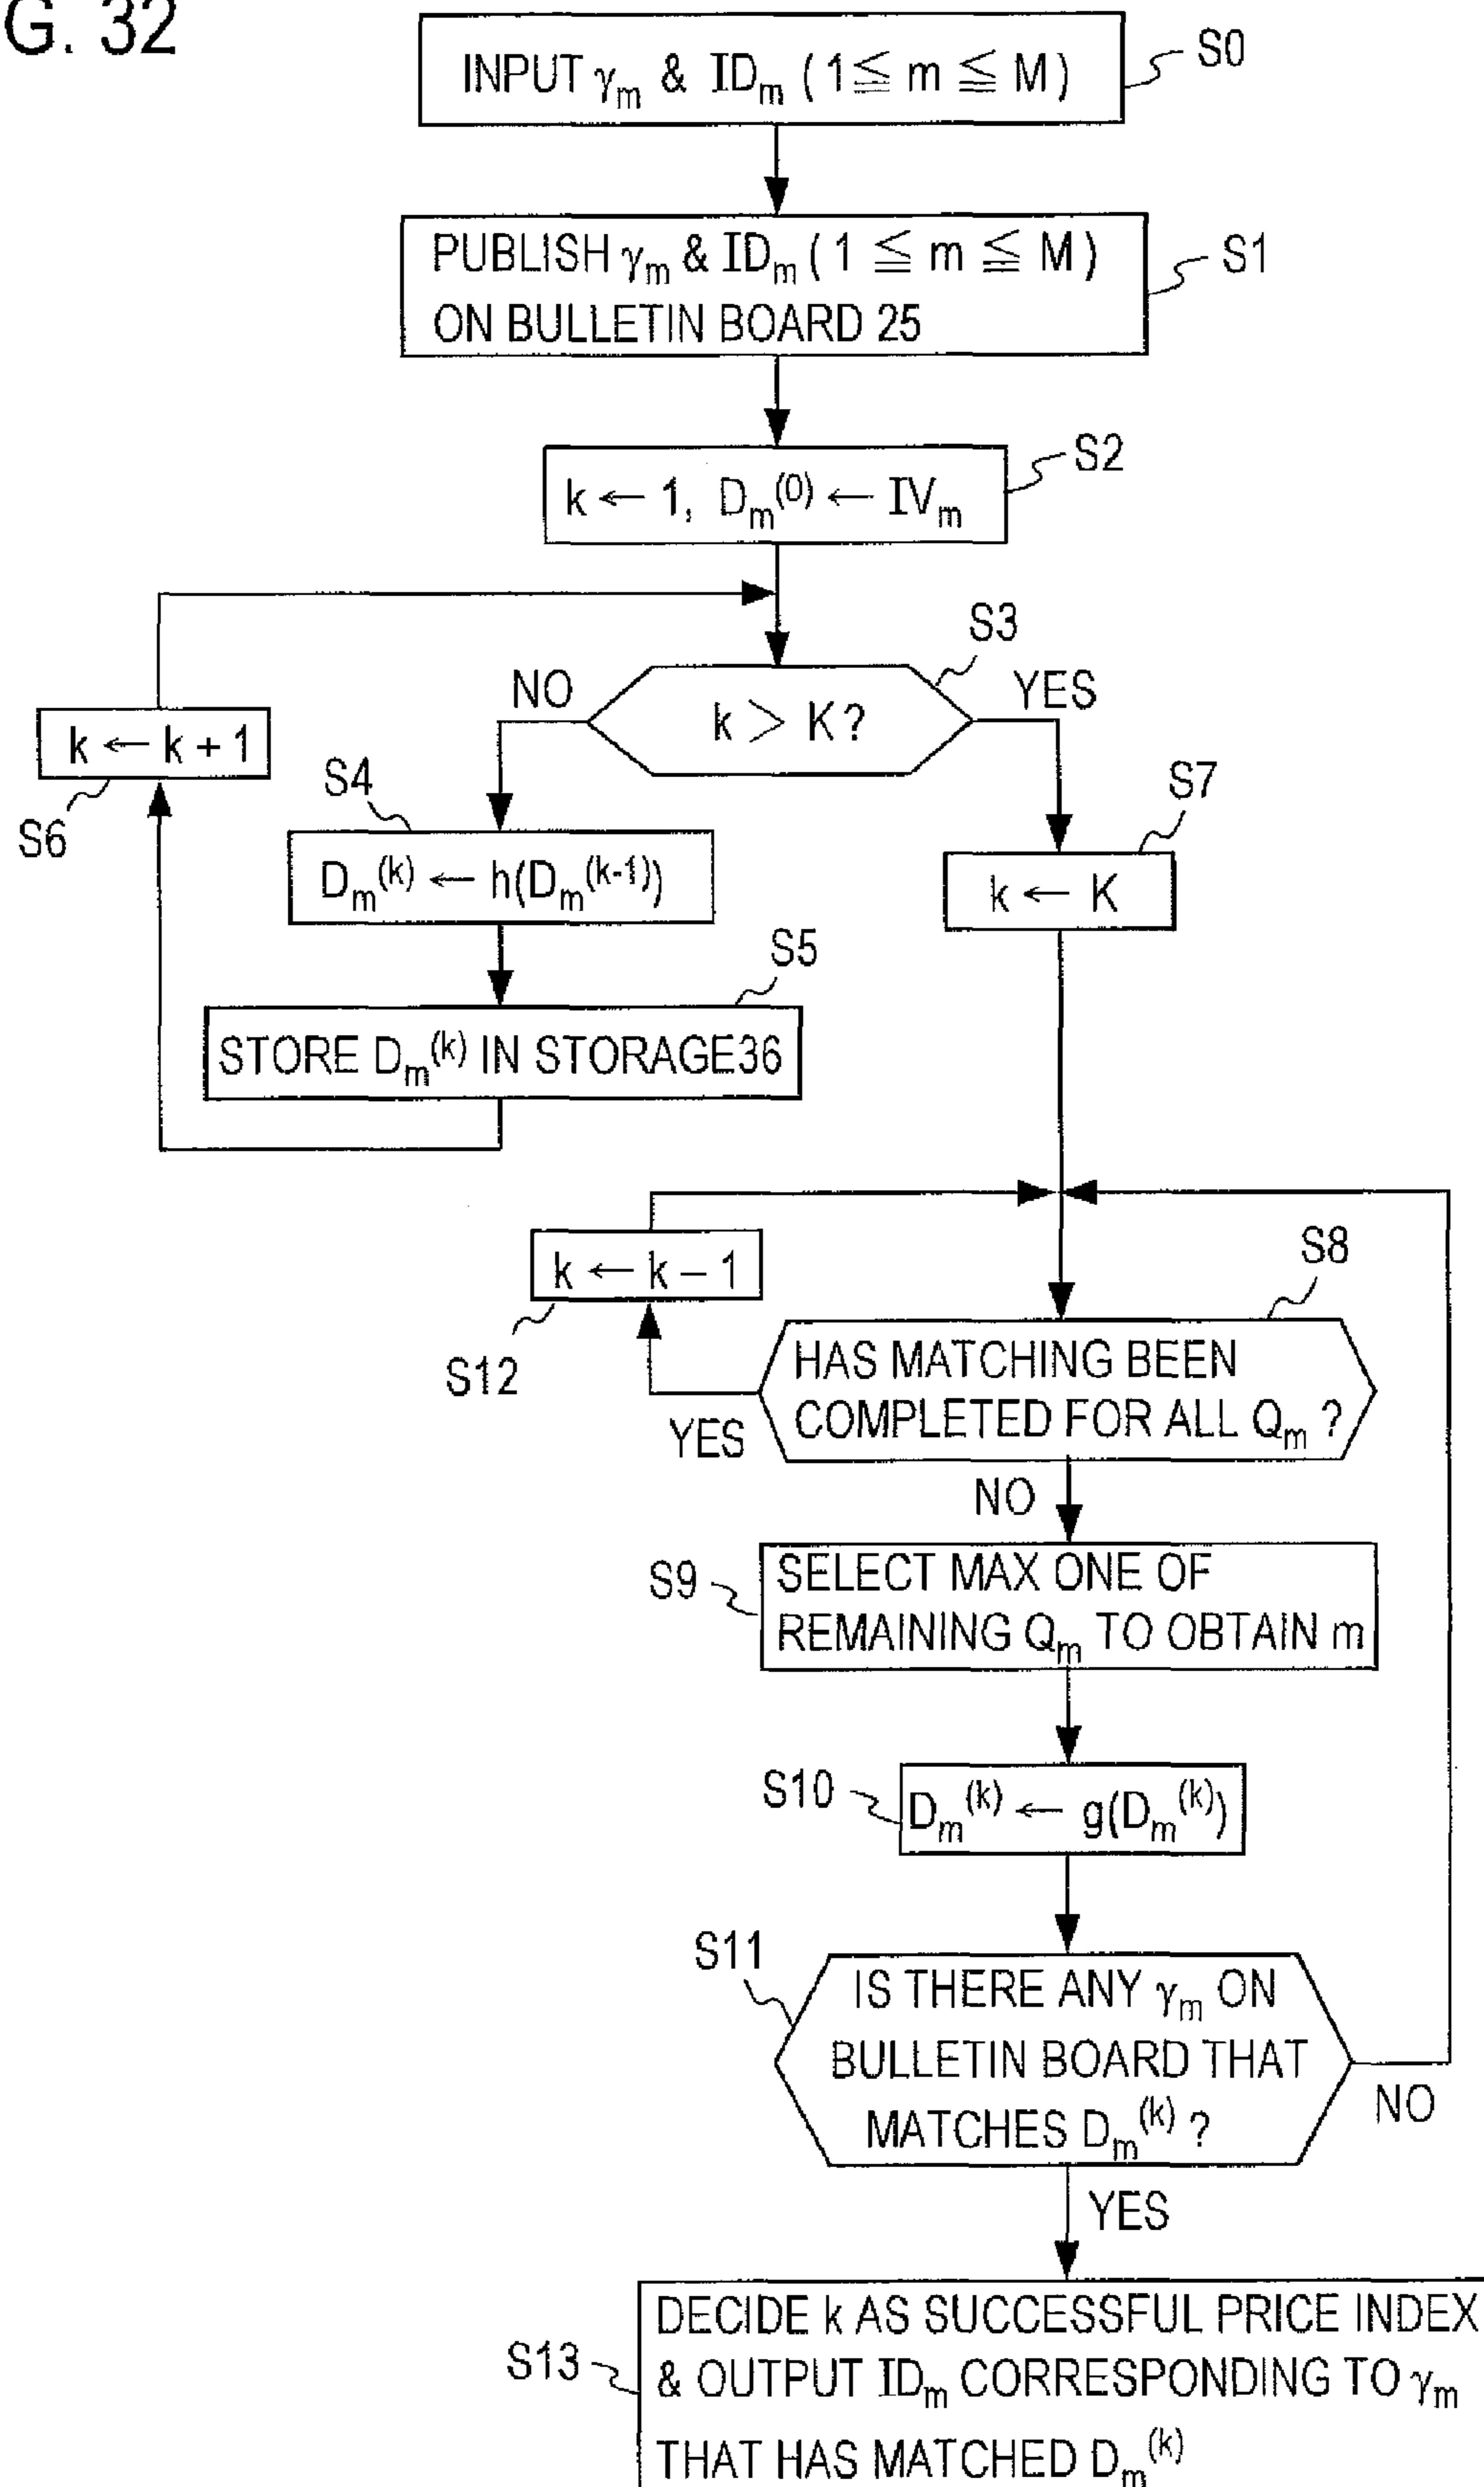 G. 32
INPUT γm & IDm (1≦ m ≦ M)
S0
PUBLISH γm & IDm (1 ≦ m ≦ M)
ON BULLETIN BOARD 25
S1
k ← 1, Dm(0) ← IVm
S2
S3
NO
k > K?
YES
k ← k + 1
S6
S4
Dm(k) ← h(Dm(k-1))
S7
k ← K
S5
STORE Dm(k) IN STORAGE36
k ← k – 1
S12
S8
HAS MATCHING BEEN
COMPLETED FOR ALL Qm ?
YES
NO
S9
SELECT MAX ONE OF
REMAINING Qm TO OBTAIN m
S10
Dm(k) ← g(Dm(k))
S11
IS THERE ANY γm ON
BULLETIN BOARD THAT
MATCHES Dm(k) ?
NO
YES
S13
DECIDE k AS SUCCESSFUL PRICE INDEX
& OUTPUT IDm CORRESPONDING TO γm
THAT HAS MATCHED Dm(k)